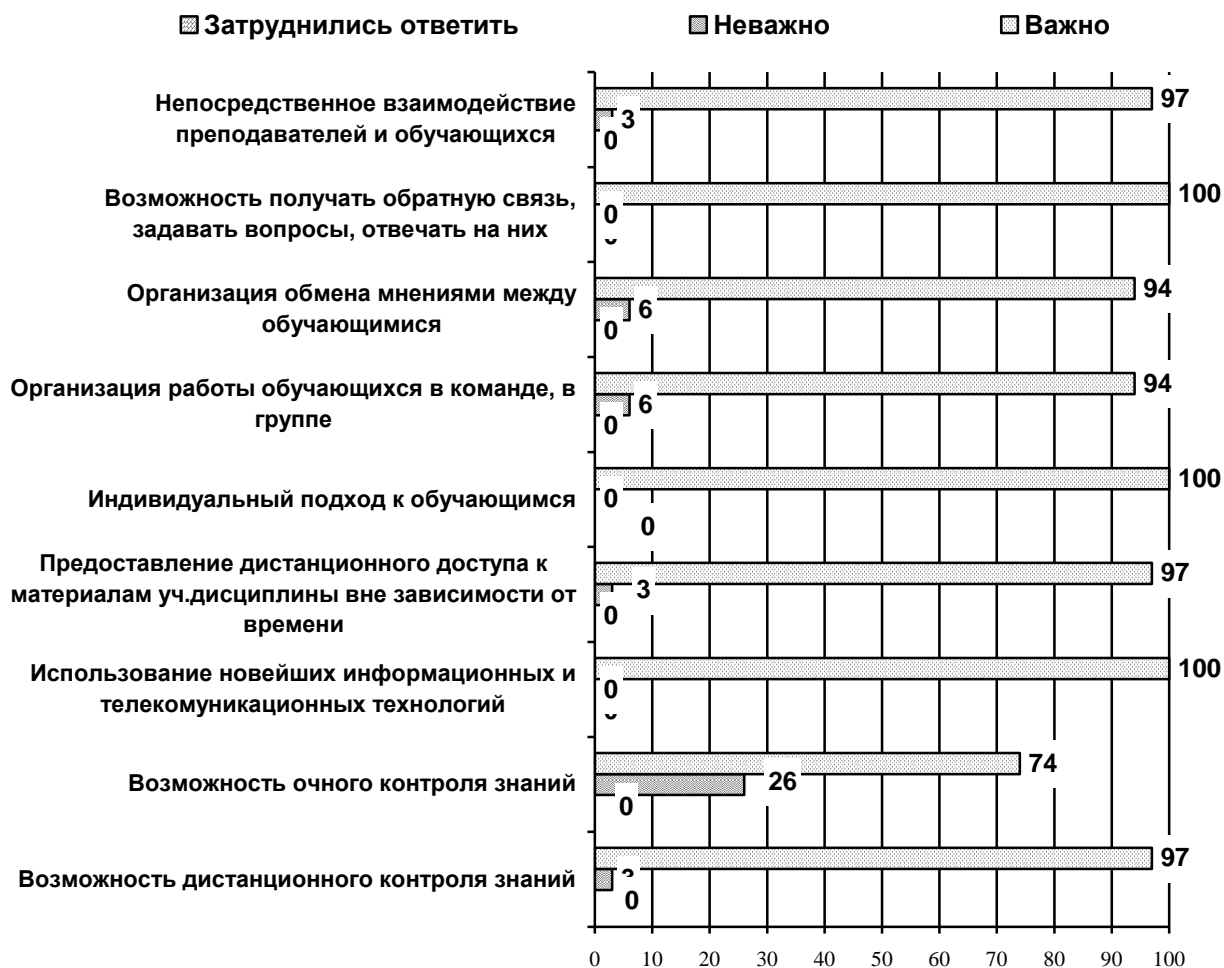 Затруднились ответить Неважно Важно
Непосредственное взаимодействие
преподавателей и обучающихся
97
3
0
Возможность получать обратную связь,
задавать вопросы, отвечать на них
100
0
Организация обмена мнениями между
обучающимися
94
6
0
Организация работы обучающихся в команде, в
группе
94
6
0
Индивидуальный подход к обучающимся
100
0
0
Предоставление дистанционного доступа к
материалам уч.дисциплины вне зависимости от
времени
97
3
0
Использование новейших информационных и
телекомуникационных технологий
100
0
Возможность очного контроля знаний
74
26
0
Возможность дистанционного контроля знаний
97
0
0 10 20 30 40 50 60 70 80 90 100